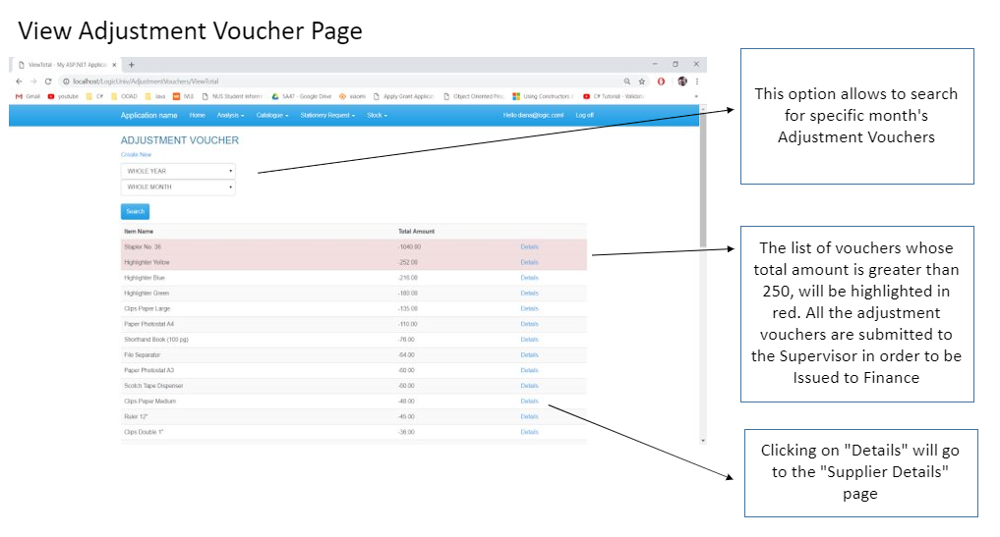 View Adjustment Voucher Page
ViewTotal - My ASP.NET Applicat
localhost/LogicUniv/AdjustmentVouchers/ViewTotal
Gmail youtube C# OOAD Java IVLE NUS Student Inform SA47 - Google Drive xiaomi Apply Grant Applica Object Oriented Prin Using Constructors C# Tutorial - Validati »
Application name Home Analysis Catalogue Stationery Request Stock Hello diana@logic.com! Log off
ADJUSTMENT VOUCHER
Create New
WHOLE YEAR
WHOLE MONTH
Search
Item Name Total Amount
Stapler No. 36 Details
Highlighter Yellow -252.00 Details
Highlighter Blue -216.00 Details
Highlighter Green -180.00 Details
Clips Paper Large -135.00 Details
Paper Photostat A4 -110.00 Details
Shorthand Book (100 pg) -76.00 Details
File Separator -64.00 Details
Paper Photostat A3 -60.00 Details
Scotch Tape Dispenser -60.00 Details
Clips Paper Medium -48.00 Details
Ruler 12" -45.00 Details
Clips Double 1" -36.00 Details
This option allows to search
for specific month's
Adjustment Vouchers
The list of vouchers whose
total amount is greater than
250, will be highlighted in
red. All the adjustment
vouchers are submitted to
the Supervisor in order to be
Issued to Finance
Clicking on "Details" will go
to the "Supplier Details"
page